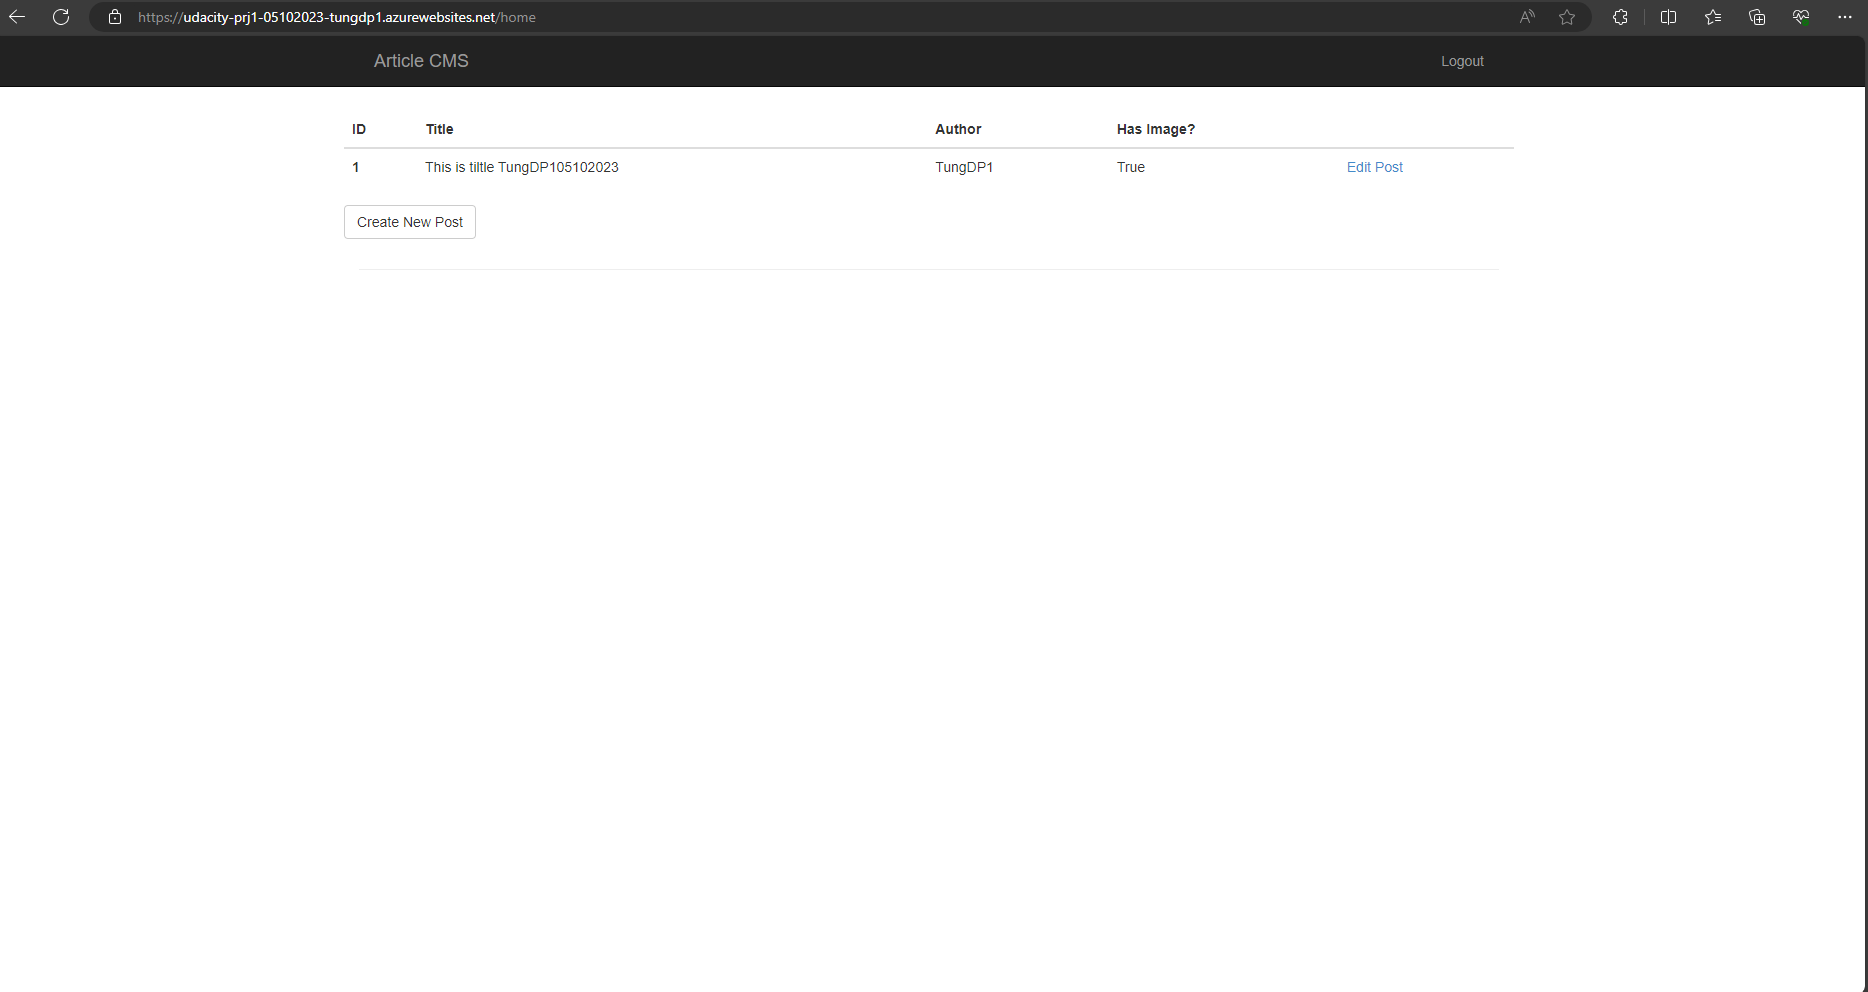 https://udacity-prj1-05102023-tungdp1.azurewebsites.net/home
Article CMS Logout
ID Title Author Has Image?
1 This is tiltle TungDP105102023 TungDP1 True Edit Post
Create New Post